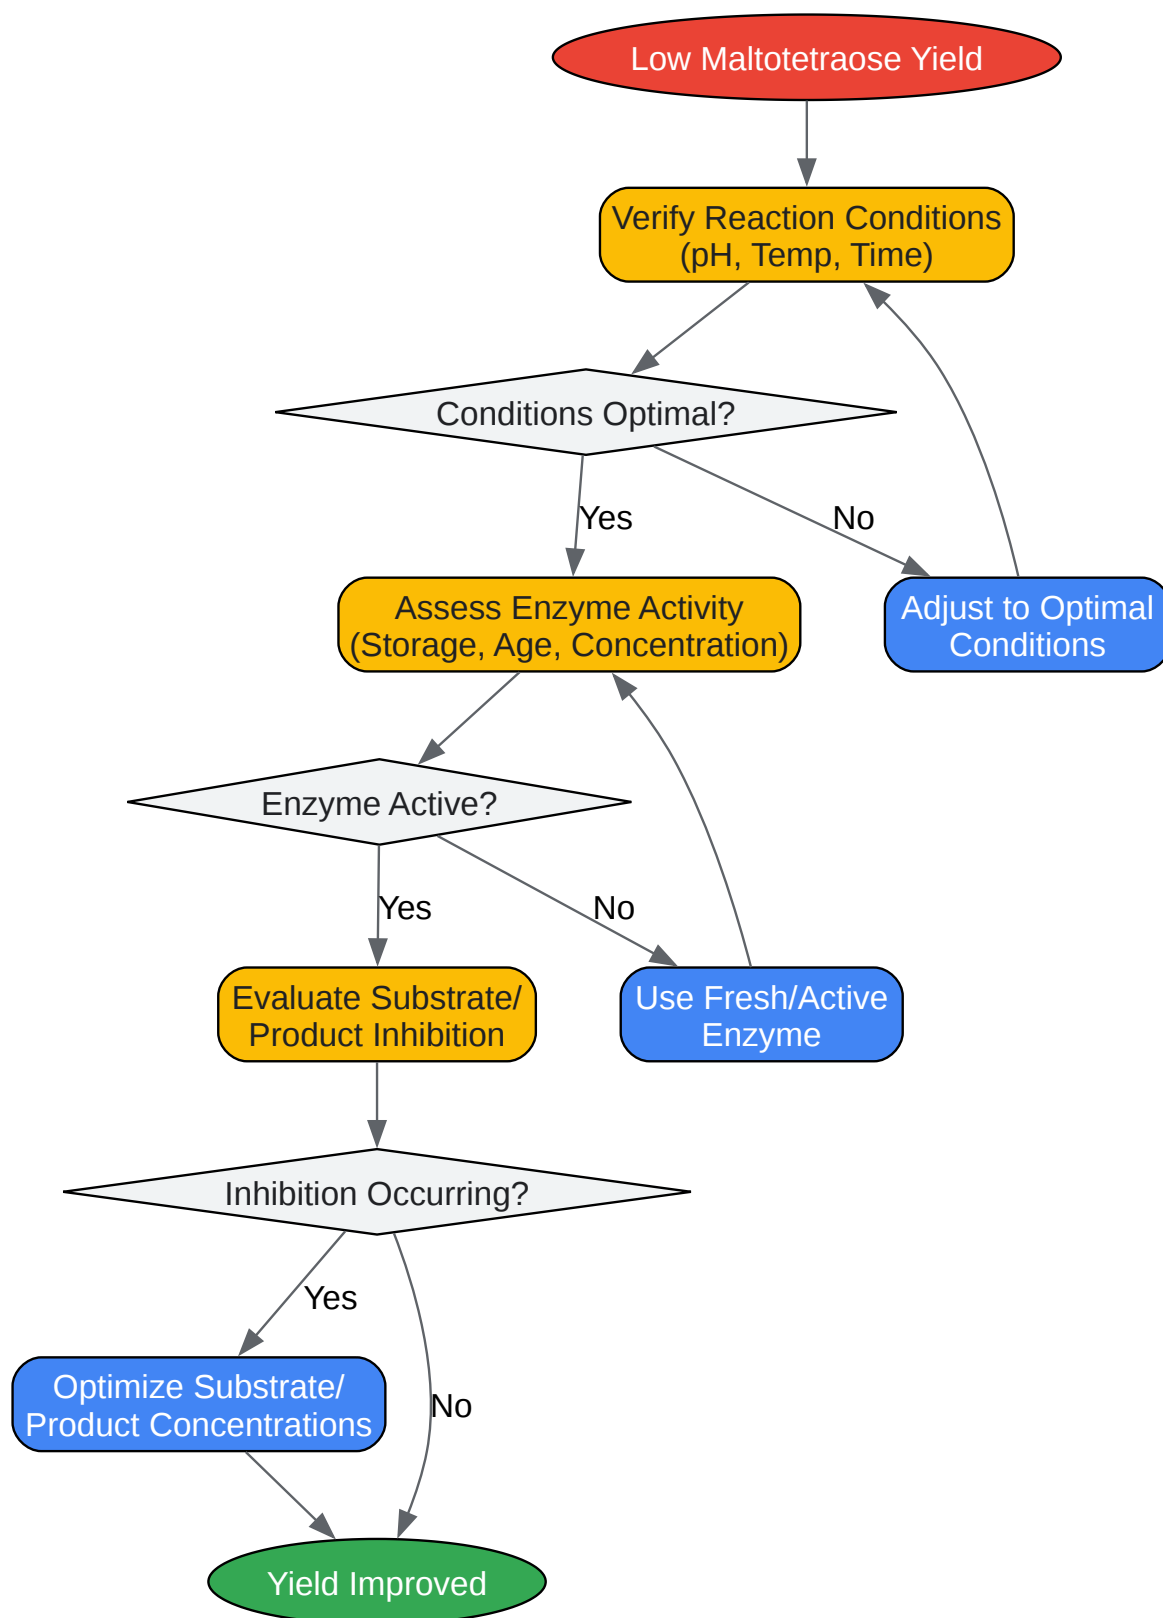 Low Maltotetraose Yield
Verify Reaction Conditions
(pH, Temp, Time)
Conditions Optimal?
Yes
No
Assess Enzyme Activity
(Storage, Age, Concentration)
Adjust to Optimal
Conditions
Enzyme Active?
Yes
No
Evaluate Substrate/
Product Inhibition
Use Fresh/Active
Enzyme
Inhibition Occurring?
Yes
Optimize Substrate/
Product Concentrations
No
Yield Improved